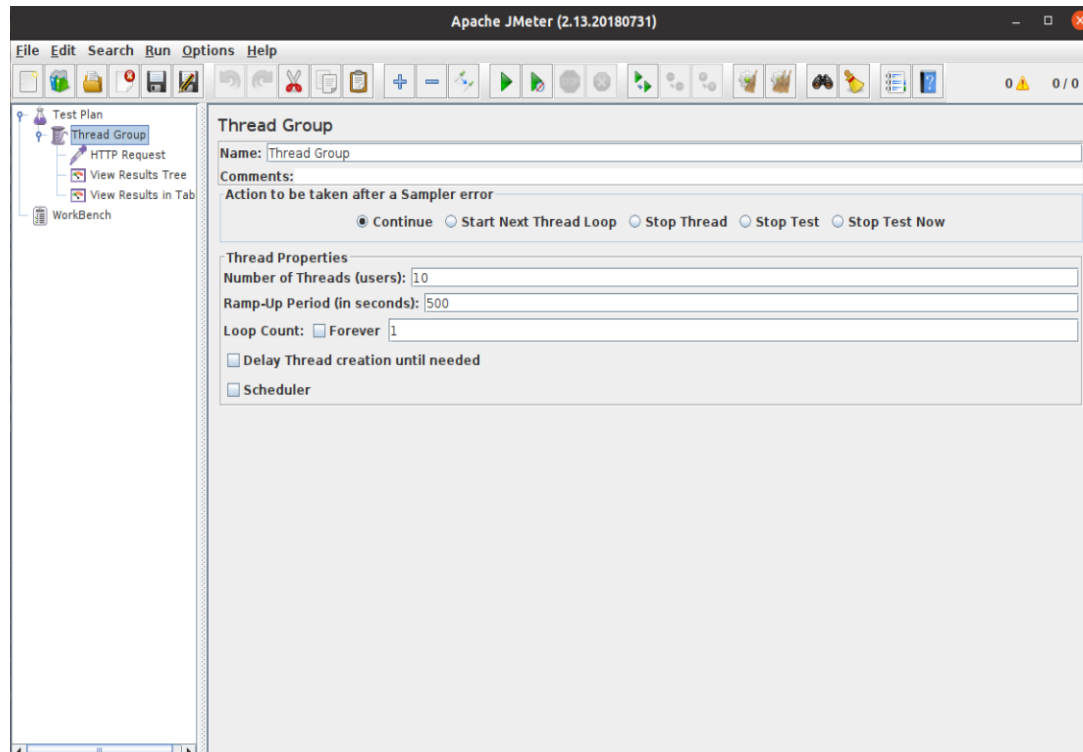 Apache JMeter (2.13.20180731)
File Edit Search Run Options Help
0 0 / 0
Test Plan
Thread Group
HTTP Request
View Results Tree
View Results in Tab
WorkBench
Thread Group
Name: Thread Group
Comments:
Action to be taken after a Sampler error
Continue Start Next Thread Loop Stop Thread Stop Test Stop Test Now
Thread Properties
Number of Threads (users): 10
Ramp-Up Period (in seconds): 500
Loop Count: Forever 1
Delay Thread creation until needed
Scheduler